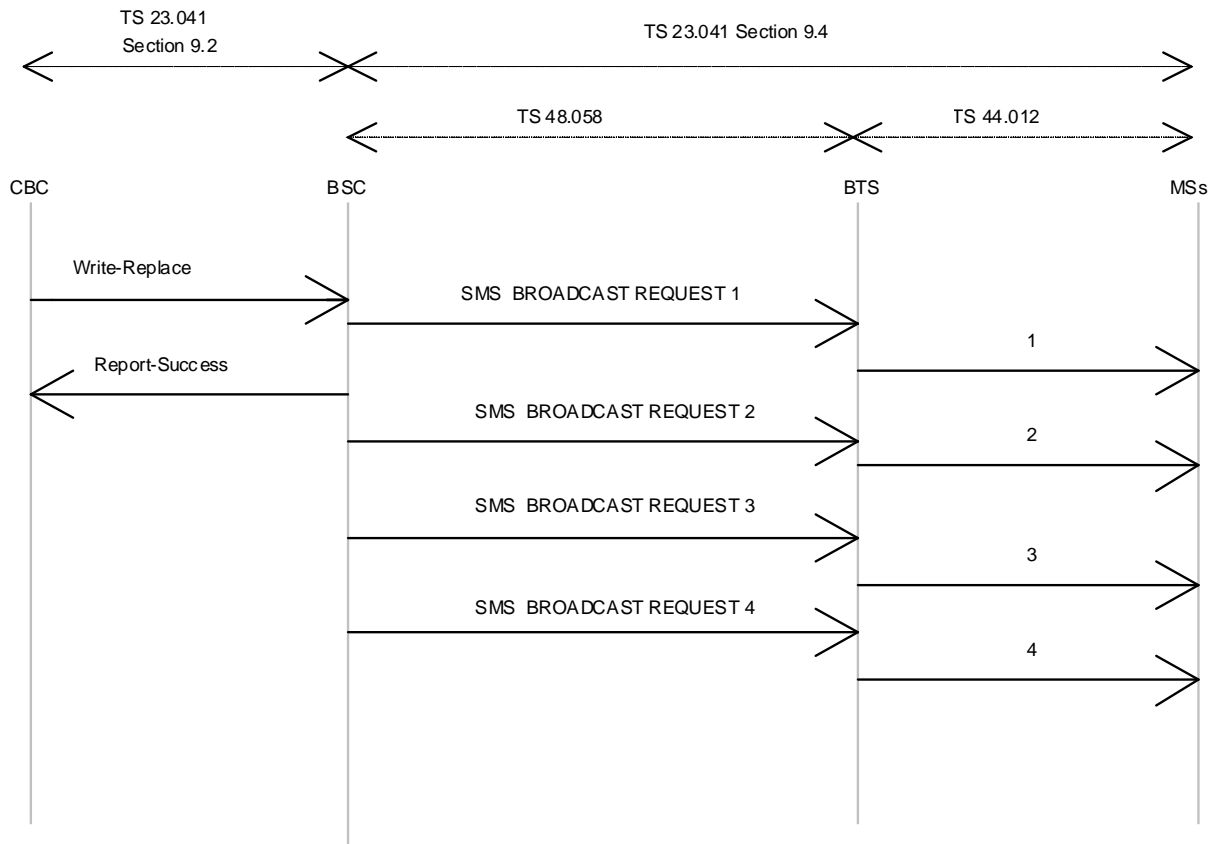 TS 23.041
Section 9.2
TS 23.041 Section 9.4
TS 48.058
TS 44.012
CBC
BSC
BTS
MSs
Write-Replace
SMS BROADCAST REQUEST 1
1
Report-Success
SMS BROADCAST REQUEST 2
2
SMS BROADCAST REQUEST 3
3
SMS BROADCAST REQUEST 4
4